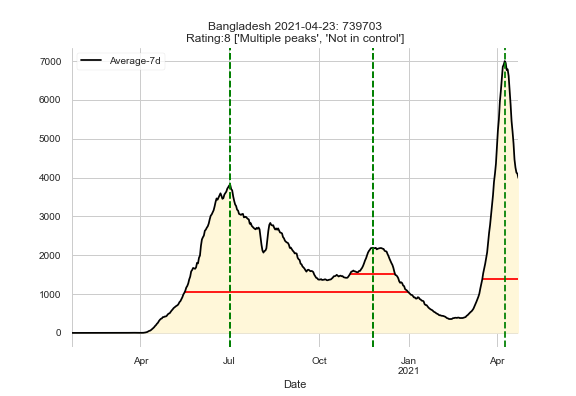 Bangladesh 2021-04-23: 739703
Rating:8 ['Multiple peaks', 'Not in control']
Average-7d
7000
6000
5000
4000
3000
2000
1000
0
Apr Jul Oct Jan Apr
2021
Date